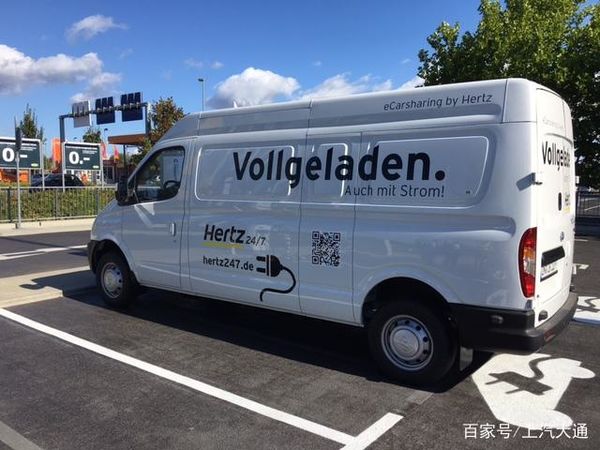 eCarsharing by Hertz
Vollgeladen.
Auch mit Strom!
Hertz 24/7
hertz247.de
百家号/上汽大通